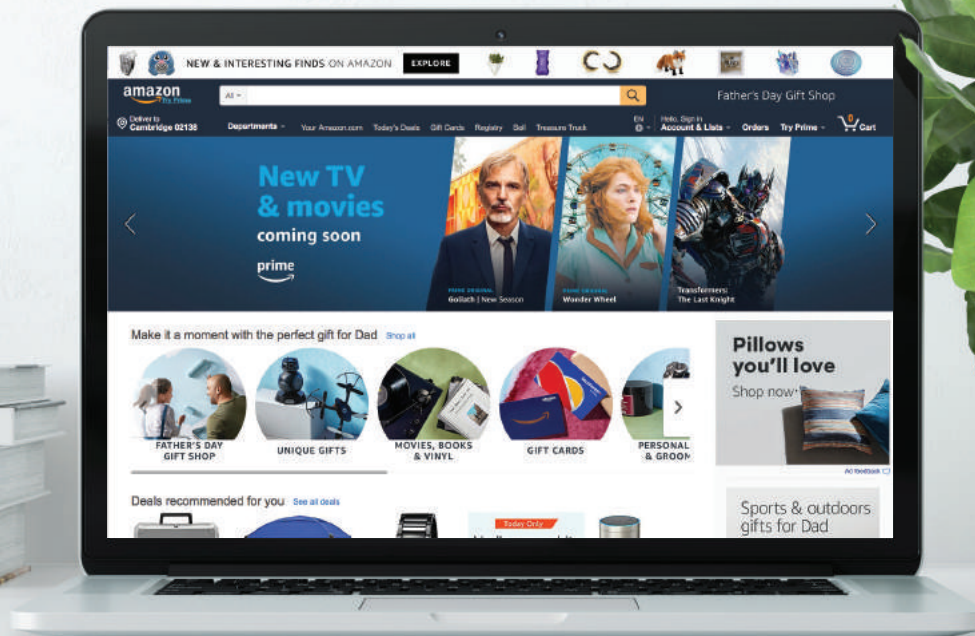 NEW & INTERESTING FINDS ON AMAZON EXPLORE
amazon
Try Prime
All
Father's Day Gift Shop
Deliver to
Cambridge 02138
Departments
Your Amazon.com Today's Deals Gift Cards Registry Sell Treasure Truck
EN
Hello, Sign in
Account & Lists
Orders
Try Prime
0
Cart
New TV
& movies
coming soon
prime
PRIME ORIGINAL
Goliath | New Season
PRIME ORIGINAL
Wonder Wheel
Transformers:
The Last Knight
Make it a moment with the perfect gift for Dad Shop all
FATHER'S DAY
GIFT SHOP
UNIQUE GIFTS
MOVIES, BOOKS
& VINYL
GIFT CARDS
PERSONAL
& GROOM
Pillows
you'll love
Shop now
Ad feedback
Deals recommended for you See all deals
Today Only
Sports & outdoors
gifts for Dad